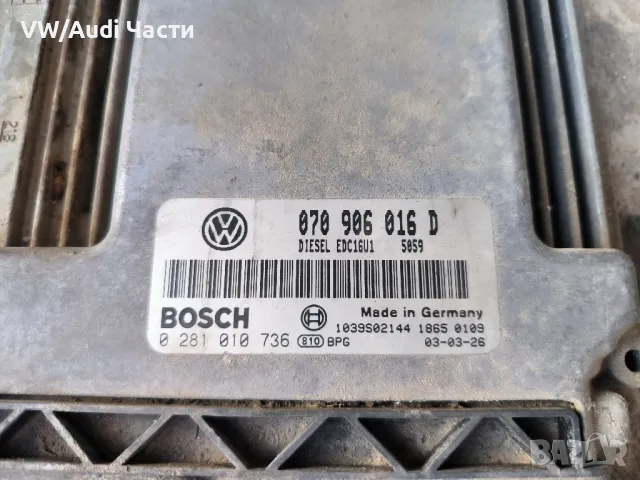 VW/Audi Части
070 906 016 D
DIESEL EDC16U1 5059
BOSCH
Made in Germany
1039S02144 1865 0109
0 281 010 736 810 BPG
03-03-26
BAZAR